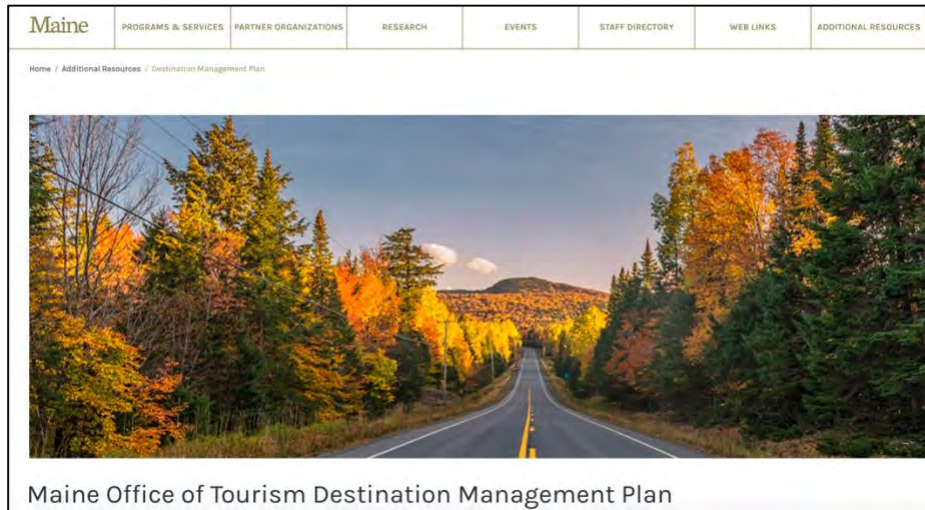 Maine
PROGRAMS & SERVICES PARTNER ORGANIZATIONS RESEARCH EVENTS STAFF DIRECTORY WEB LINKS ADDITIONAL RESOURCES
Home / Additional Resources / Destination Management Plan
Maine Office of Tourism Destination Management Plan